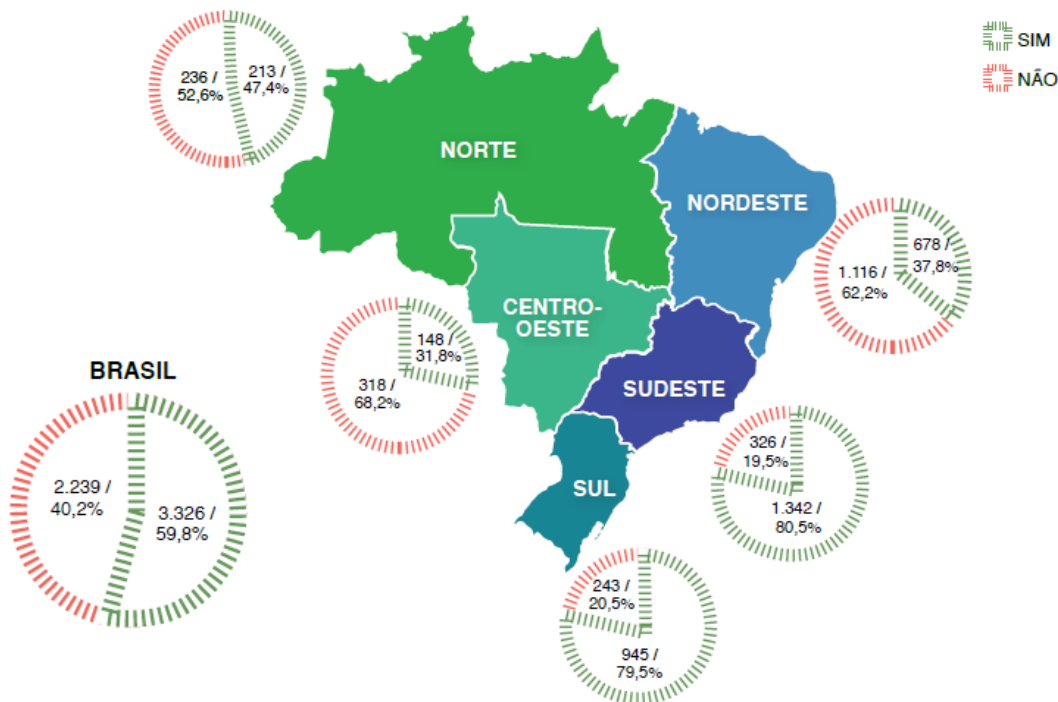 SIM
NÃO
236 /
52,6%
213 /
47,4%
NORTE
NORDESTE
678 /
37,8%
1.116 /
62,2%
CENTRO-
OESTE
148 /
31,8%
318 /
68,2%
SUDESTE
BRASIL
2.239 /
40,2%
3.326 /
59,8%
326 /
19,5%
1.342 /
80,5%
SUL
243 /
20,5%
945 /
79,5%